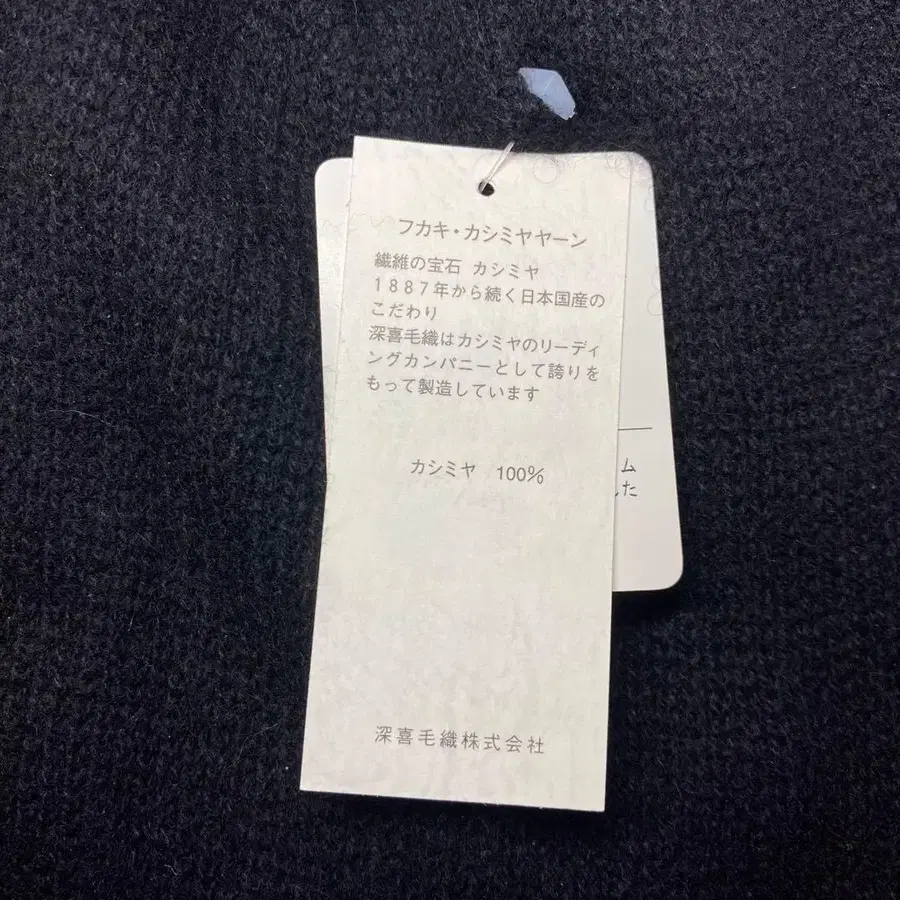 フカキ・カシミヤヤーン
繊維の宝石 カシミヤ
1887年から続く日本国産の
こだわり
深喜毛織はカシミヤのリーディ
ングカンパニーとして誇りを
もって製造しています
カシミヤ 100%
深喜毛織株式会社
ム
した